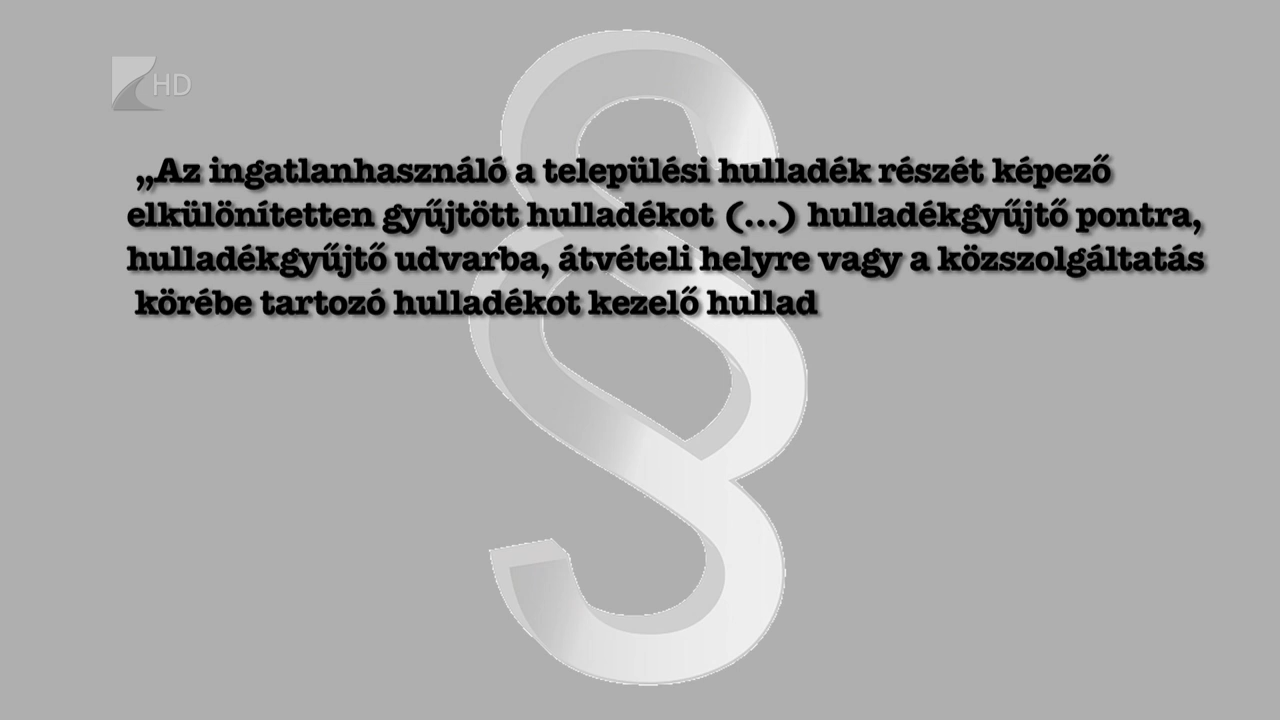 HD
„Az ingatlanhasználó a települési hulladék részét képező
elkülönítetten gyűjtött hulladékot (...) hulladékgyűjtő pontra,
hulladékgyűjtő udvarba, átvételi helyre vagy a közszolgáltatás
körébe tartozó hulladékot kezelő hullad